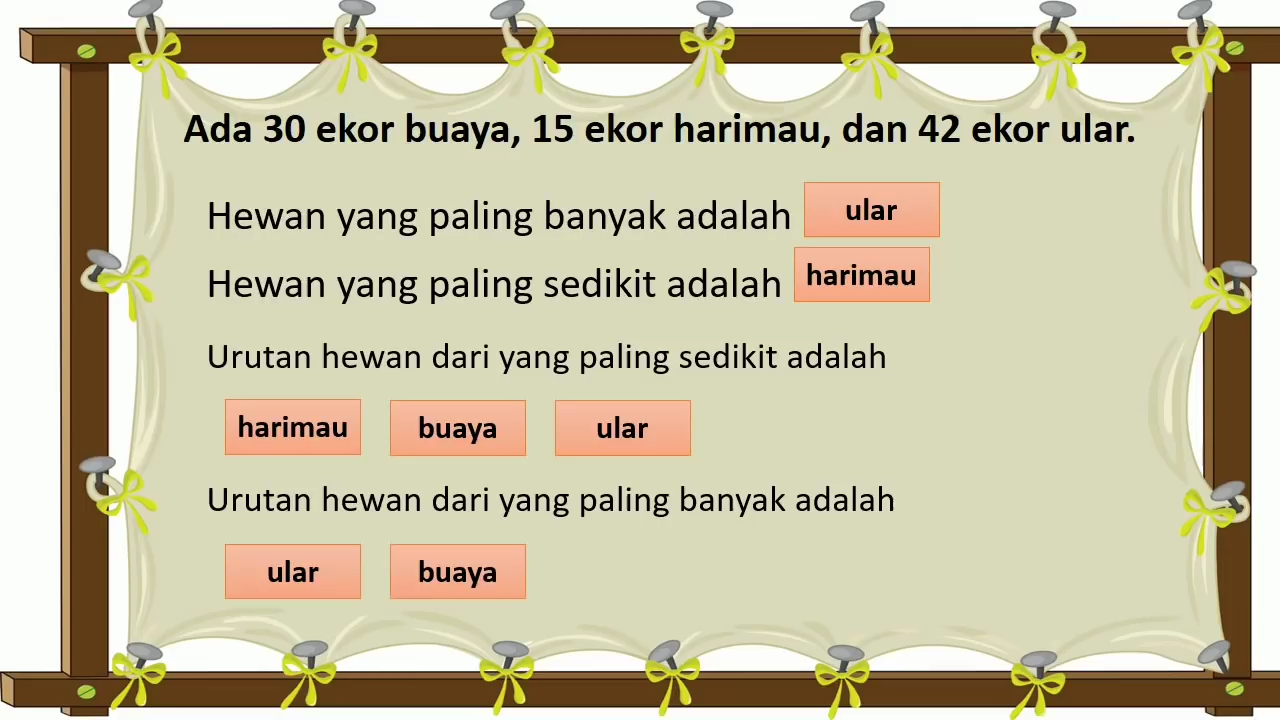 Ada 30 ekor buaya, 15 ekor harimau, dan 42 ekor ular.
Hewan yang paling banyak adalah ular
Hewan yang paling sedikit adalah harimau
Urutan hewan dari yang paling sedikit adalah
harimau buaya ular
Urutan hewan dari yang paling banyak adalah
ular buaya